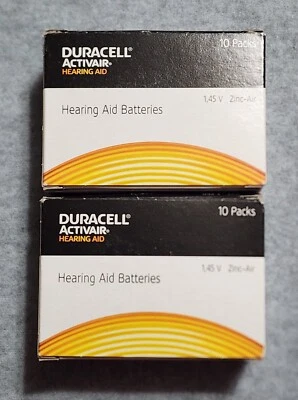 DURACELL®
10 Packs
ACTIVAIR®
HEARING AID
1,45 V Zinc-Air
Hearing Aid Batteries
DURACELL®
10 Packs
ACTIVAIR®
HEARING AID
1,45 V Zinc-Air
Hearing Aid Batteries